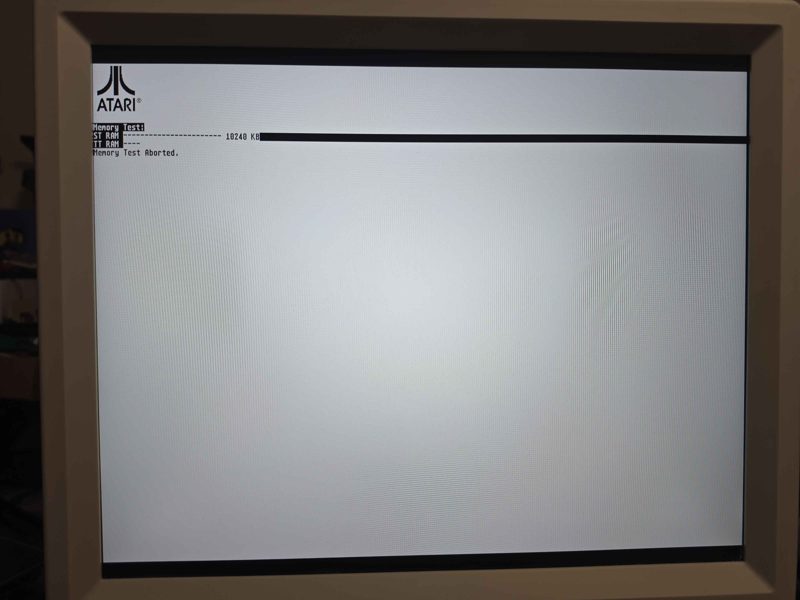 ATARI®
Memory Test:
ST RAM ------------------------- 10240 KB
TT RAM ----
Memory Test Aborted.